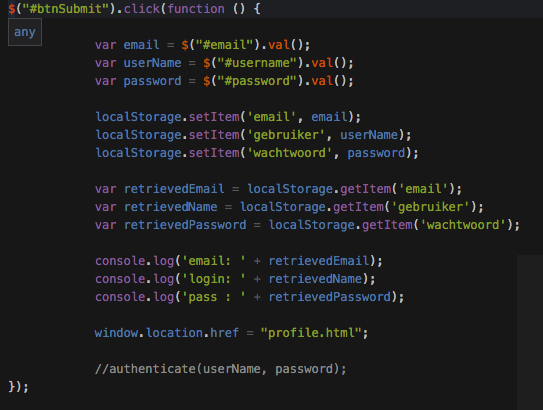 $("#btnSubmit").click(function () {
any
var email = $("#email").val();
var userName = $("#username").val();
var password = $("#password").val();
localStorage.setItem('email', email);
localStorage.setItem('gebruiker', userName);
localStorage.setItem('wachtwoord', password);
var retrievedEmail = localStorage.getItem('email');
var retrievedName = localStorage.getItem('gebruiker');
var retrievedPassword = localStorage.getItem('wachtwoord');
console.log('email: ' + retrievedEmail);
console.log('login: ' + retrievedName);
console.log('pass : ' + retrievedPassword);
window.location.href = "profile.html";
//authenticate(userName, password);
});